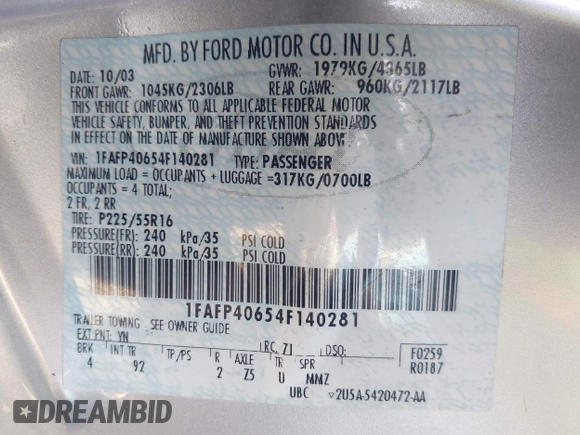 MFD. BY FORD MOTOR CO. IN U.S.A.
DATE: 10/03 GVWR: 1979KG/4365LB
FRONT GAWR: 1045KG/2306LB REAR GAWR: 960KG/2117LB
THIS VEHICLE CONFORMS TO ALL APPLICABLE FEDERAL MOTOR
VEHICLE SAFETY, BUMPER, AND THEFT PREVENTION STANDARDS
IN EFFECT ON THE DATE OF MANUFACTURE SHOWN ABOVE.
VIN: 1FAFP40654F140281 TYPE: PASSENGER
MAXIMUM LOAD = OCCUPANTS + LUGGAGE =317KG/0700LB
OCCUPANTS = 4 TOTAL;
2 FR, 2 RR
TIRE: P225/55R16
PRESSURE(FR): 240 kPa/35 PSI COLD
PRESSURE(RR): 240 kPa/35 PSI COLD
1FAFP40654F140281
TRAILER TOWING - SEE OWNER GUIDE
EXT PNT: YN RC: 71 DSO:
BRK INT TR TP/PS R AXLE TR SPR F0259
4 92 2 Z5 U MMZ R0187
UBC v2U5A-5420472-AA
DREAMBID